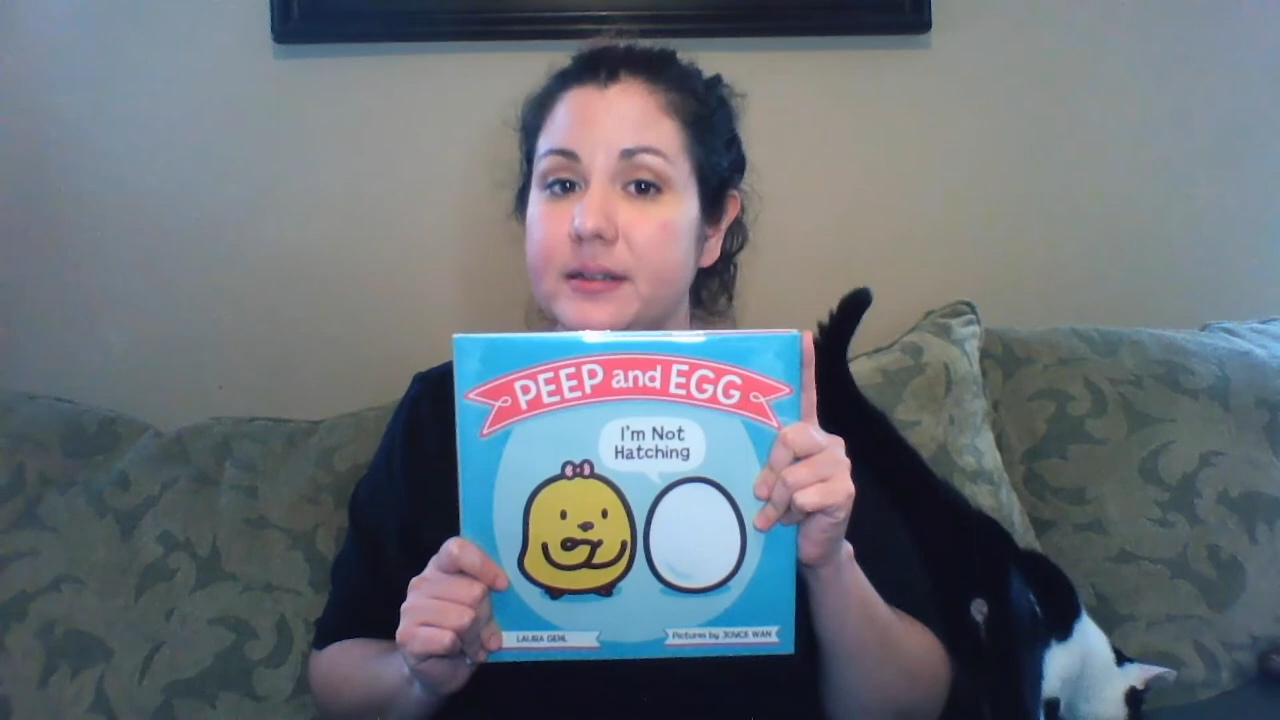 PEEP and EGG
I'm Not
Hatching
LAURA GEHL
Pictures by JOYCE WAN